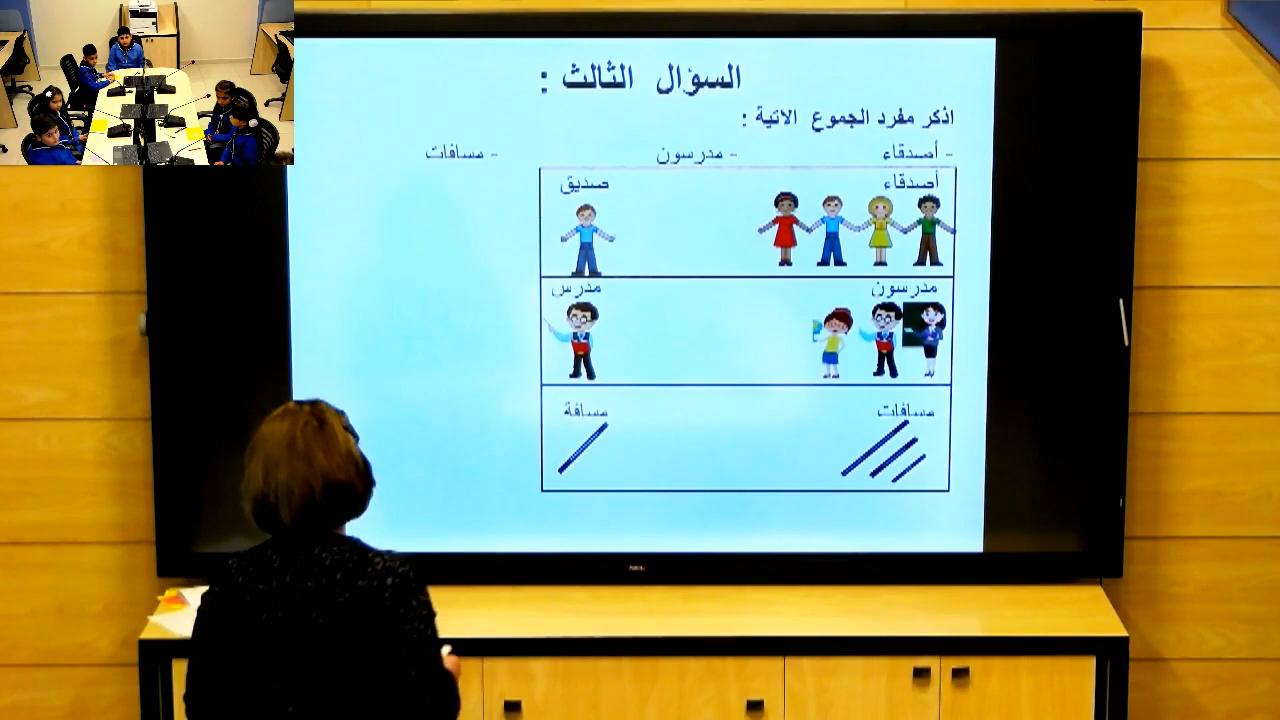 السؤال الثالث :
اذكر مفرد الجموع الاتية :
- أصدقاء - مدرسون - مسافات
أصدقاء صديق
مدرسون مدرس
مسافات مسافة